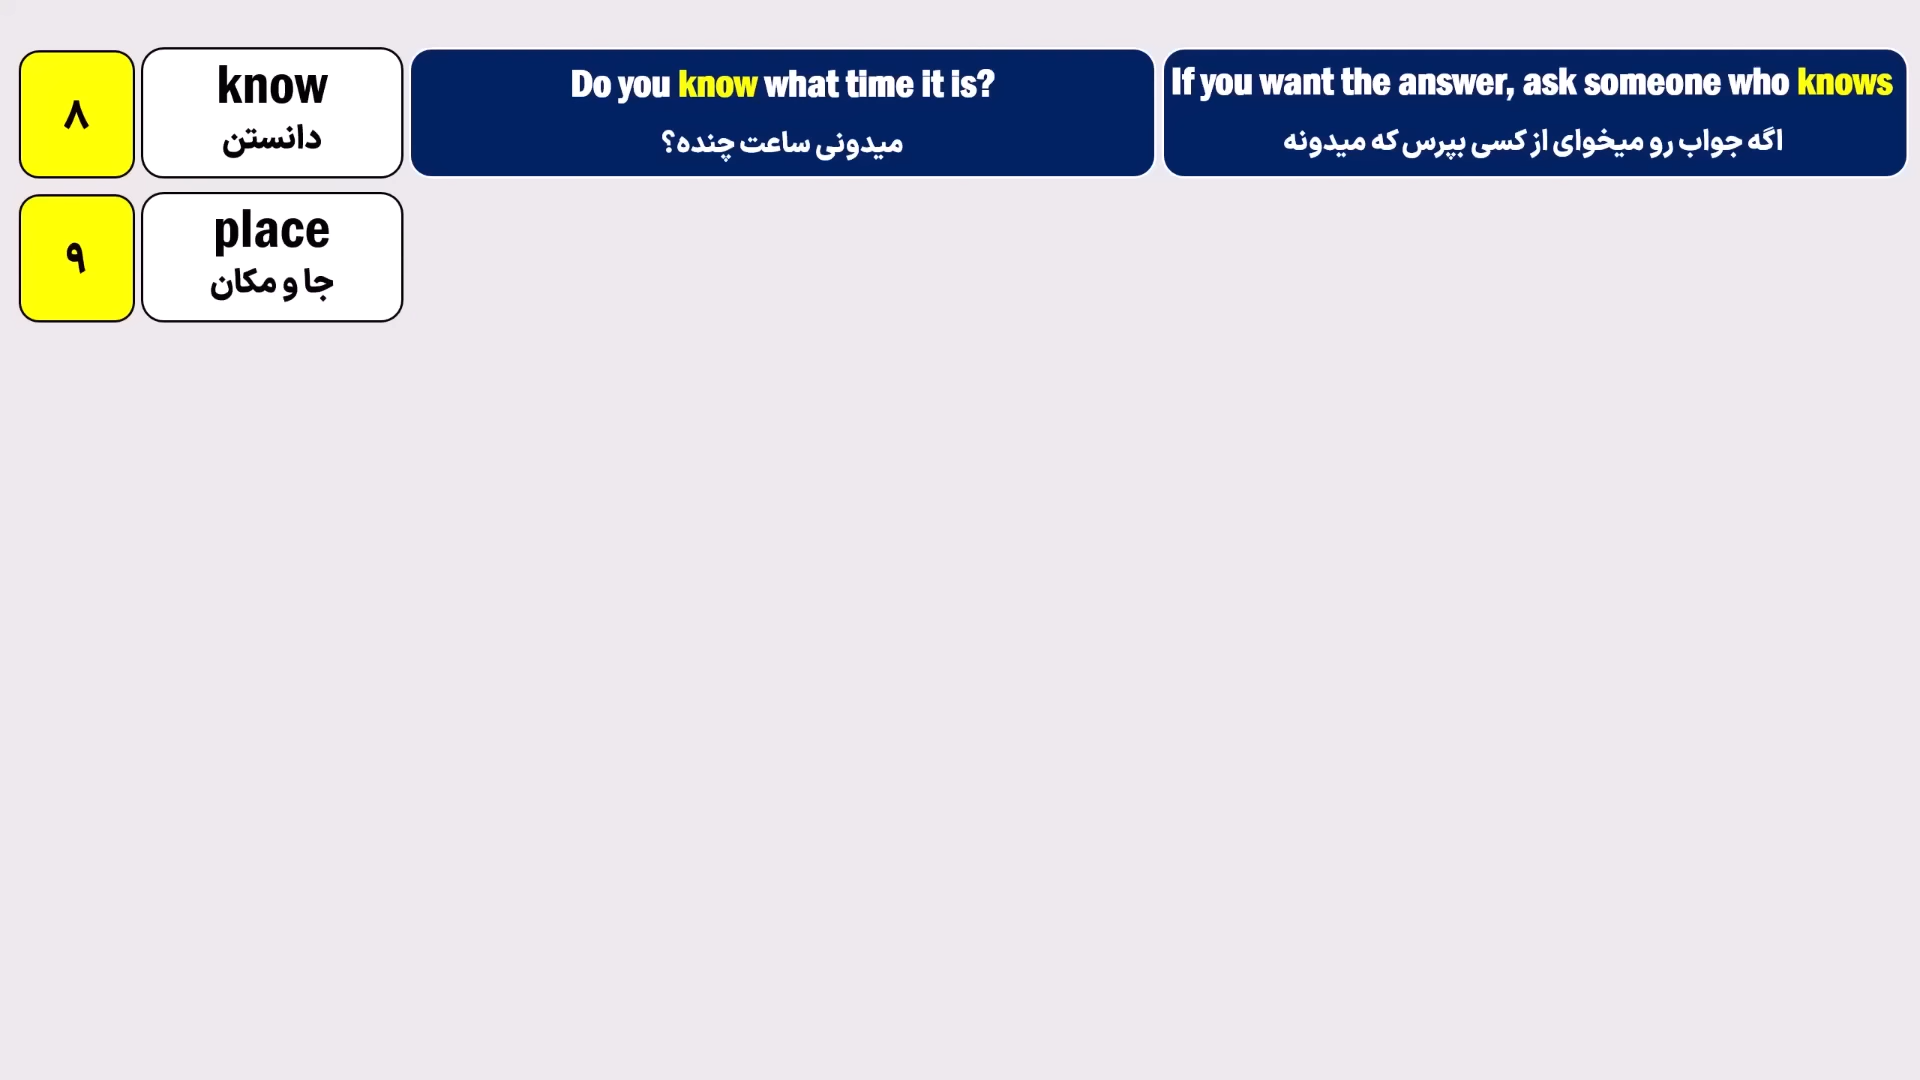 ۸
know
دانستن
Do you know what time it is?
میدونی ساعت چنده؟
If you want the answer, ask someone who knows
اگه جواب رو میخوای از کسی بپرس که میدونه
۹
place
جا و مکان